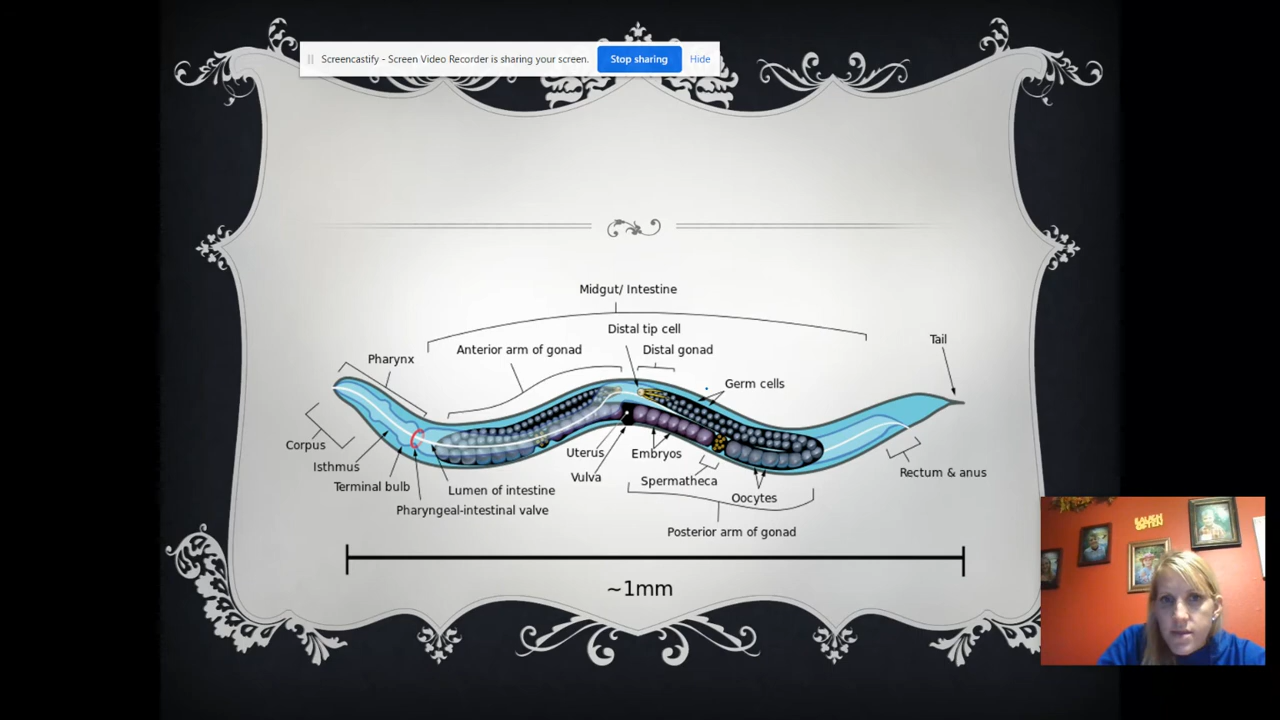 Screencastify - Screen Video Recorder is sharing your screen.
Stop sharing
Hide
Midgut/ Intestine
Distal tip cell
Anterior arm of gonad
Distal gonad
Tail
Pharynx
Germ cells
Corpus
Uterus
Embryos
Isthmus
Vulva
Spermatheca
Rectum & anus
Terminal bulb
Lumen of intestine
Oocytes
Pharyngeal-intestinal valve
Posterior arm of gonad
~1mm
LAUGH
OFTEN